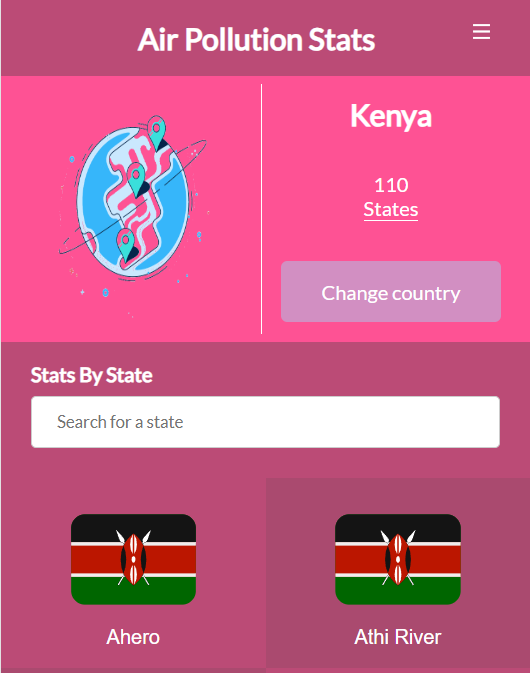 Air Pollution Stats
Kenya
110
States
Change country
Stats By State
Search for a state
Ahero
Athi River